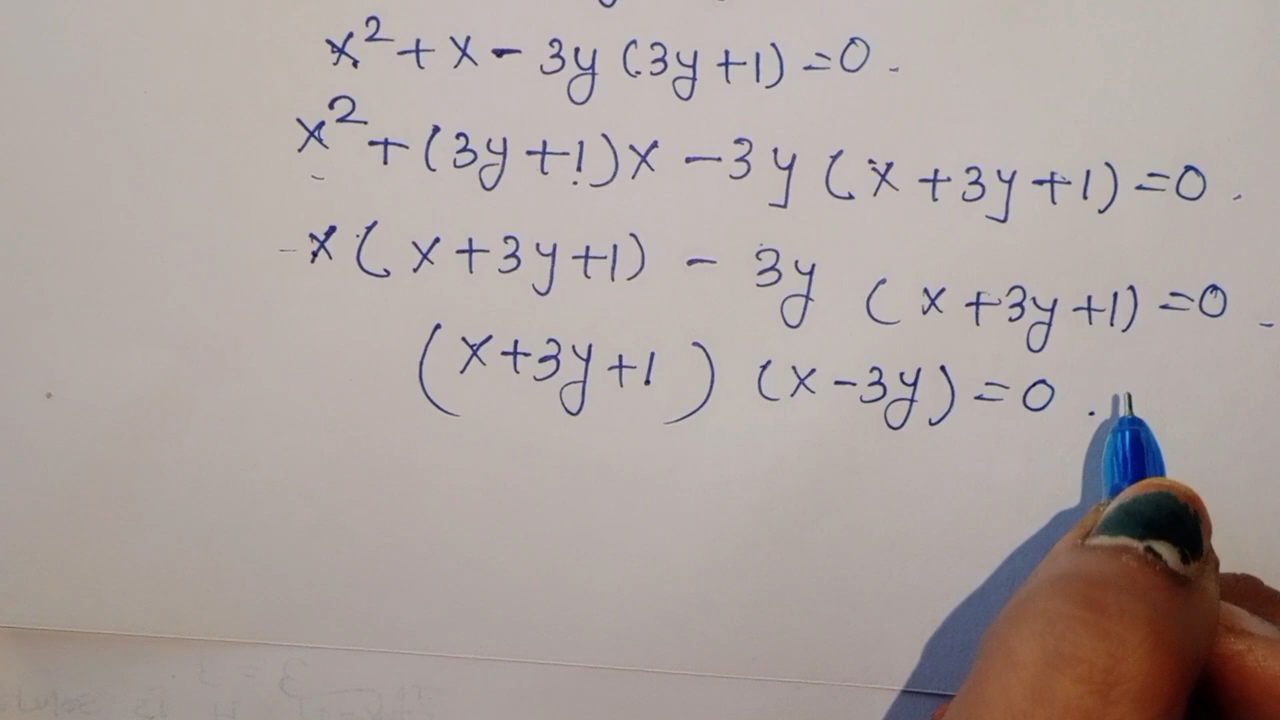 x² + x - 3y (3y+1) = 0.
x² + (3y+1)x - 3y (x+3y+1) = 0.
x(x+3y+1) - 3y (x+3y+1) = 0
(x+3y+1) (x-3y) = 0.